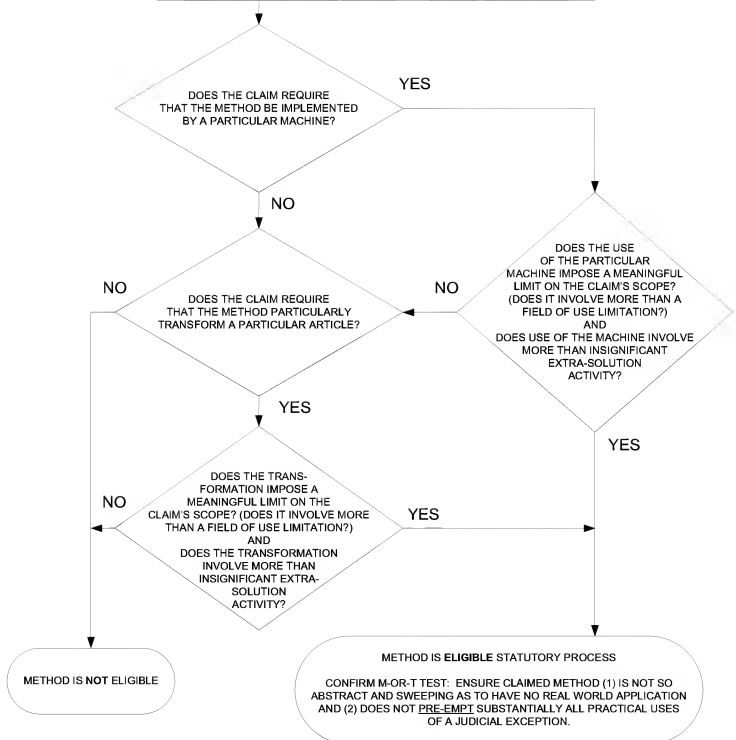 DOES THE CLAIM REQUIRE
THAT THE METHOD BE IMPLEMENTED
BY A PARTICULAR MACHINE?
YES
NO
DOES THE USE
OF THE PARTICULAR
MACHINE IMPOSE A MEANINGFUL
LIMIT ON THE CLAIM'S SCOPE?
(DOES IT INVOLVE MORE THAN A
FIELD OF USE LIMITATION?)
AND
DOES USE OF THE MACHINE INVOLVE
MORE THAN INSIGNIFICANT
EXTRA-SOLUTION
ACTIVITY?
NO
DOES THE CLAIM REQUIRE
THAT THE METHOD PARTICULARLY
TRANSFORM A PARTICULAR ARTICLE?
NO
YES
YES
DOES THE TRANS-
FORMATION IMPOSE A
MEANINGFUL LIMIT ON THE
CLAIM'S SCOPE? (DOES IT INVOLVE MORE
THAN A FIELD OF USE LIMITATION?)
AND
DOES THE TRANSFORMATION
INVOLVE MORE THAN
INSIGNIFICANT EXTRA-
SOLUTION
ACTIVITY?
NO
YES
METHOD IS NOT ELIGIBLE
METHOD IS ELIGIBLE STATUTORY PROCESS
CONFIRM M-OR-T TEST: ENSURE CLAIMED METHOD (1) IS NOT SO
ABSTRACT AND SWEEPING AS TO HAVE NO REAL WORLD APPLICATION
AND (2) DOES NOT PRE-EMPT SUBSTANTIALLY ALL PRACTICAL USES
OF A JUDICIAL EXCEPTION.